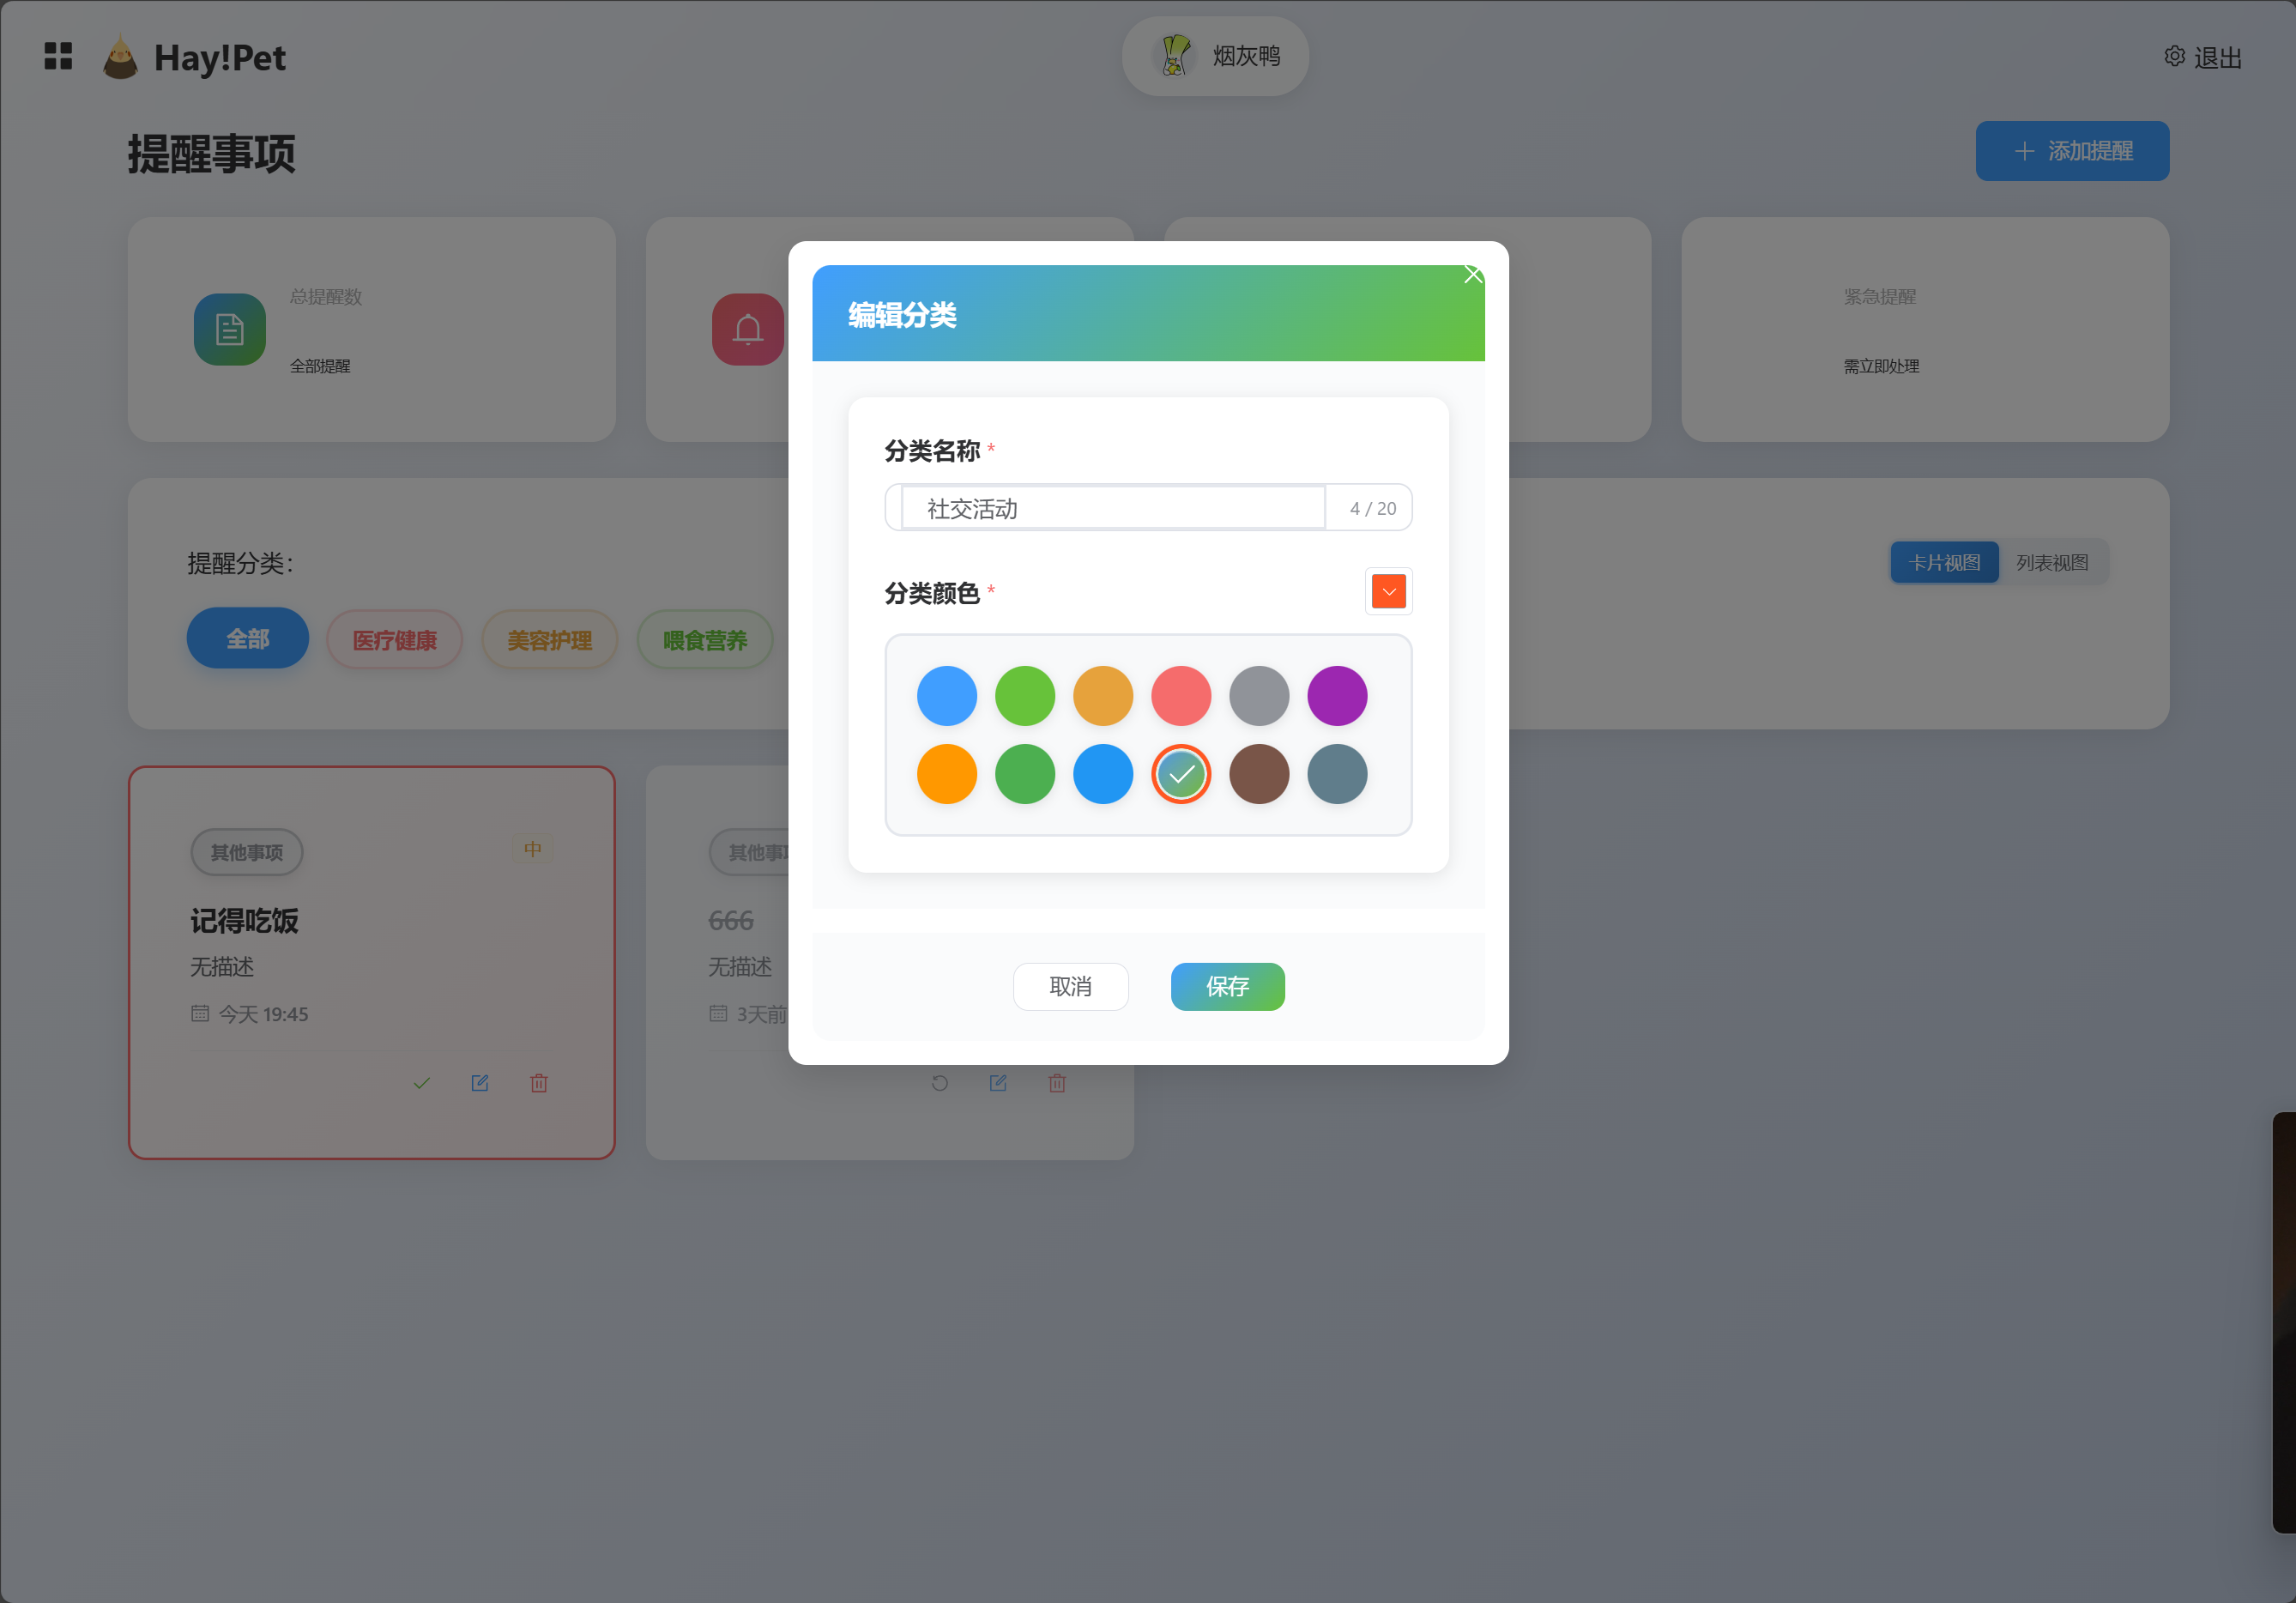 Hay!Pet
烟灰鸭
退出
提醒事项
添加提醒
总提醒数
全部提醒
紧急提醒
需立即处理
提醒分类:
全部
医疗健康
美容护理
喂食营养
卡片视图
列表视图
其他事项
中
记得吃饭
无描述
今天 19:45
其他事
666
无描述
3天前
编辑分类
分类名称 *
社交活动
4 / 20
分类颜色 *
取消
保存